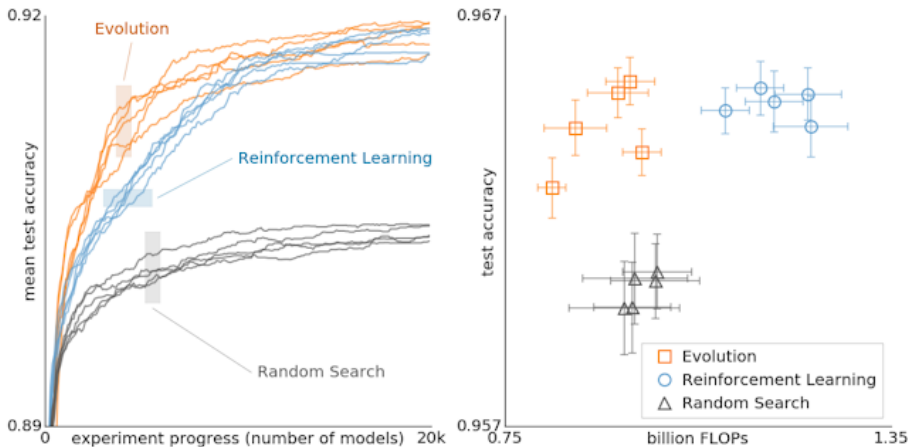 0.92
Evolution
Reinforcement Learning
Random Search
mean test accuracy
0.89
0
experiment progress (number of models)
20k
0.967
test accuracy
0.957
0.75
billion FLOPs
1.35
Evolution
Reinforcement Learning
Random Search